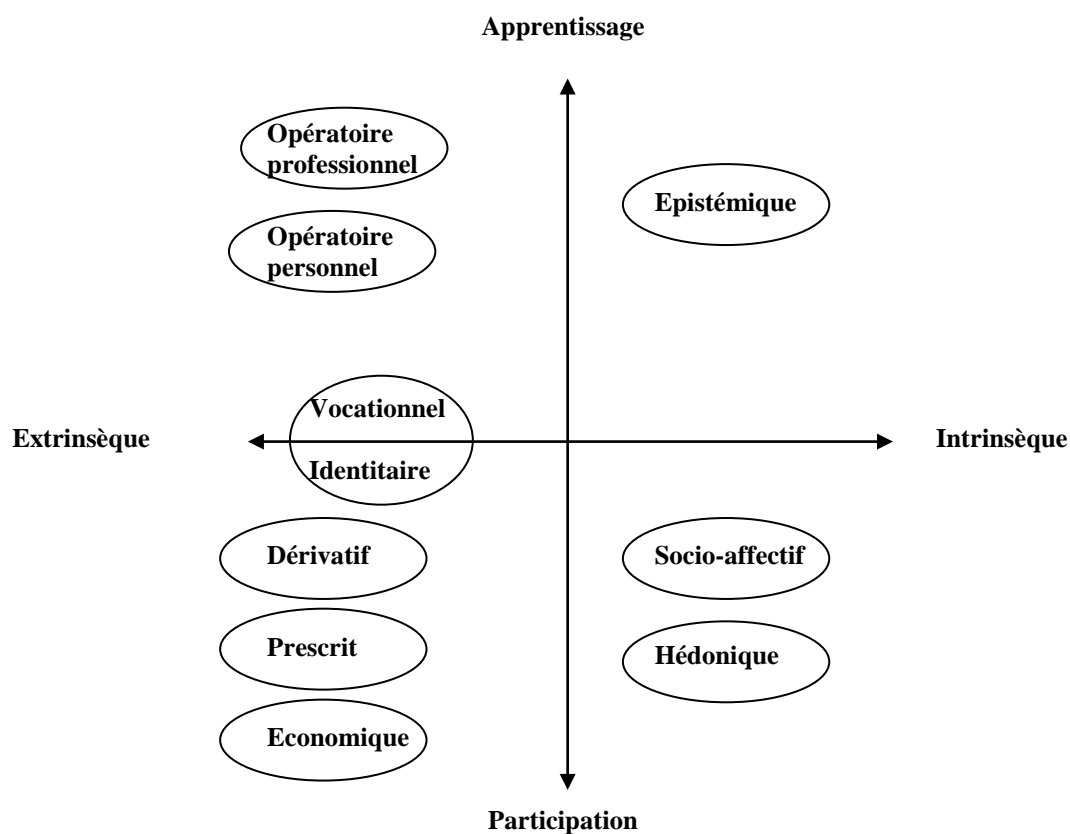 Apprentissage
Opératoire
professionnel
Epistémique
Opératoire
personnel
Vocationnel
Extrinsèque
Intrinsèque
Identitaire
Dérivatif
Socio-affectif
Prescrit
Hédonique
Economique
Participation